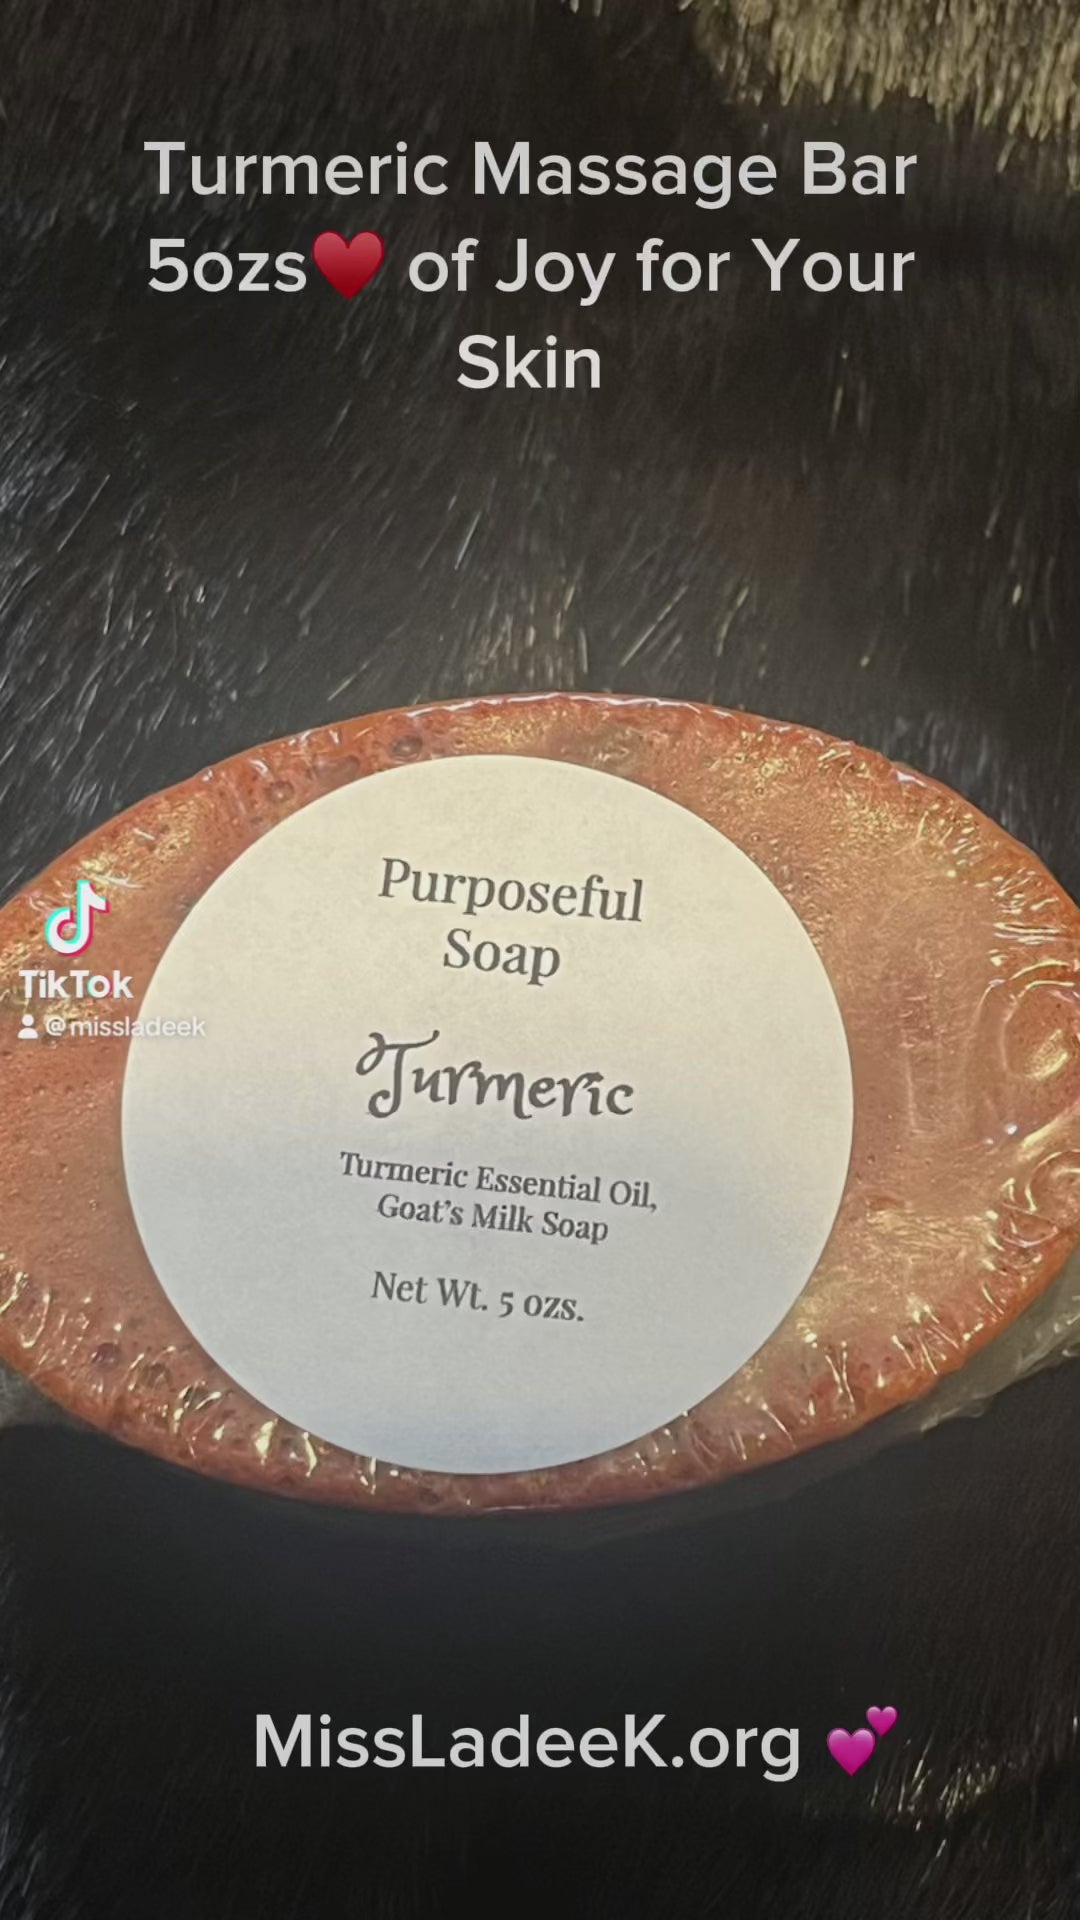 Turmeric Massage Bar
5ozs♥️ of Joy for Your
Skin
Purposeful
Soap
Turmeric
Turmeric Essential Oil,
Goat's Milk Soap
Net Wt. 5 ozs.
TikTok
@missladeek
MissLadeeK.org 💕